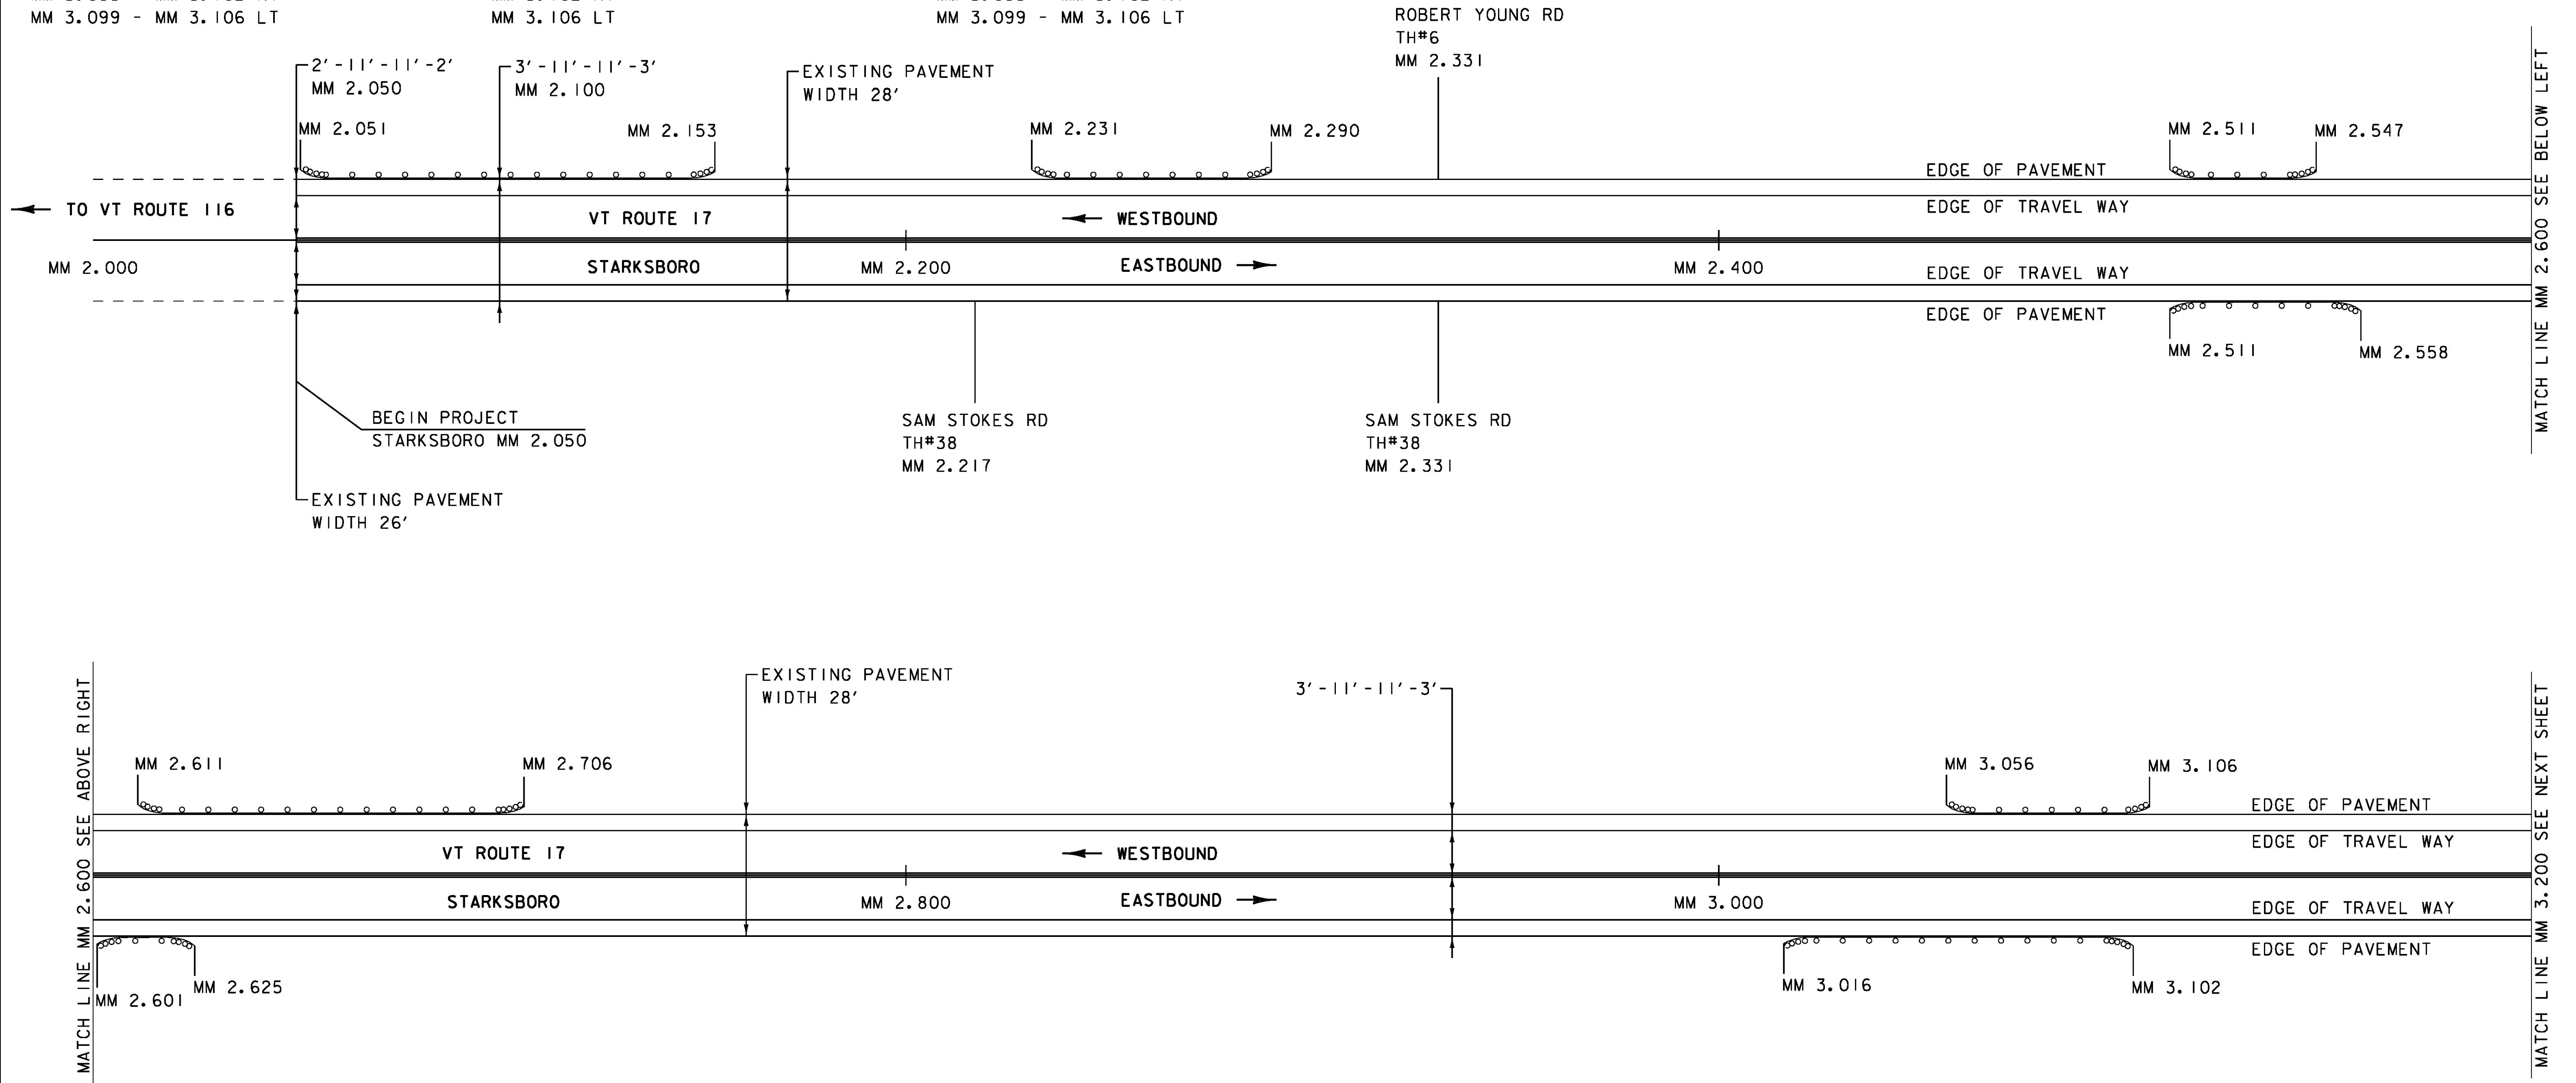 MM 3.099 - MM 3.106 LT
MM 3.106 LT
MM 3.099 - MM 3.106 LT
ROBERT YOUNG RD
TH#6
MM 2.331
2'-11'-11'-2'
MM 2.050
3'-11'-11'-3'
MM 2.100
EXISTING PAVEMENT
WIDTH 28'
MM 2.051
MM 2.153
MM 2.231
MM 2.290
MM 2.511
MM 2.547
EDGE OF PAVEMENT
TO VT ROUTE 116
VT ROUTE 17
WESTBOUND
EDGE OF TRAVEL WAY
MM 2.000
STARKSBORO
MM 2.200
EASTBOUND
MM 2.400
EDGE OF TRAVEL WAY
EDGE OF PAVEMENT
MM 2.511
MM 2.558
MATCH LINE MM 2.600 SEE BELOW LEFT
BEGIN PROJECT
STARKSBORO MM 2.050
SAM STOKES RD
TH#38
MM 2.217
SAM STOKES RD
TH#38
MM 2.331
EXISTING PAVEMENT
WIDTH 26'
MATCH LINE MM 2.600 SEE ABOVE RIGHT
EXISTING PAVEMENT
WIDTH 28'
3'-11'-11'-3'
MM 2.611
MM 2.706
MM 3.056
MM 3.106
EDGE OF PAVEMENT
VT ROUTE 17
WESTBOUND
EDGE OF TRAVEL WAY
STARKSBORO
MM 2.800
EASTBOUND
MM 3.000
EDGE OF TRAVEL WAY
EDGE OF PAVEMENT
MM 2.601
MM 2.625
MM 3.016
MM 3.102
MATCH LINE MM 3.200 SEE NEXT SHEET